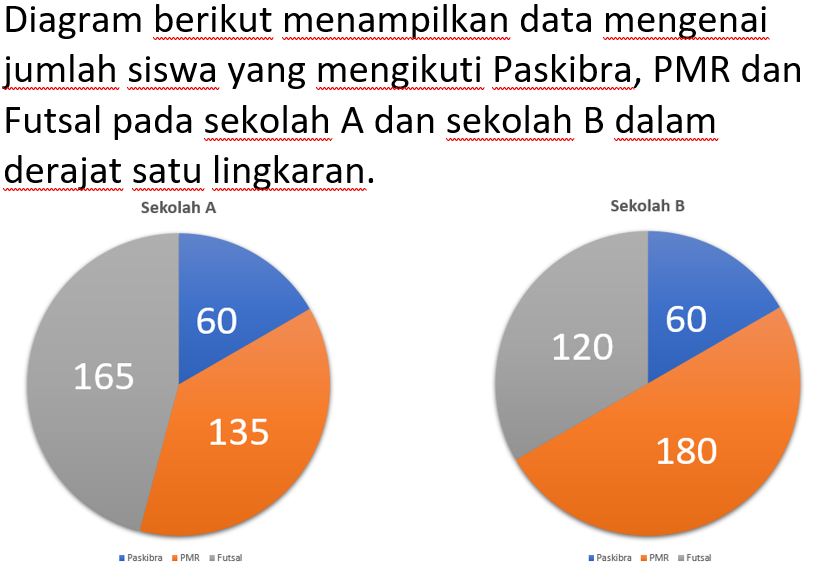 Diagram berikut menampilkan data mengenai
jumlah siswa yang mengikuti Paskibra, PMR dan
Futsal pada sekolah A dan sekolah B dalam
derajat satu lingkaran.
Sekolah A
60
165
135
Paskibra PMR Futsal
Sekolah B
60
120
180
Paskibra PMR Futsal